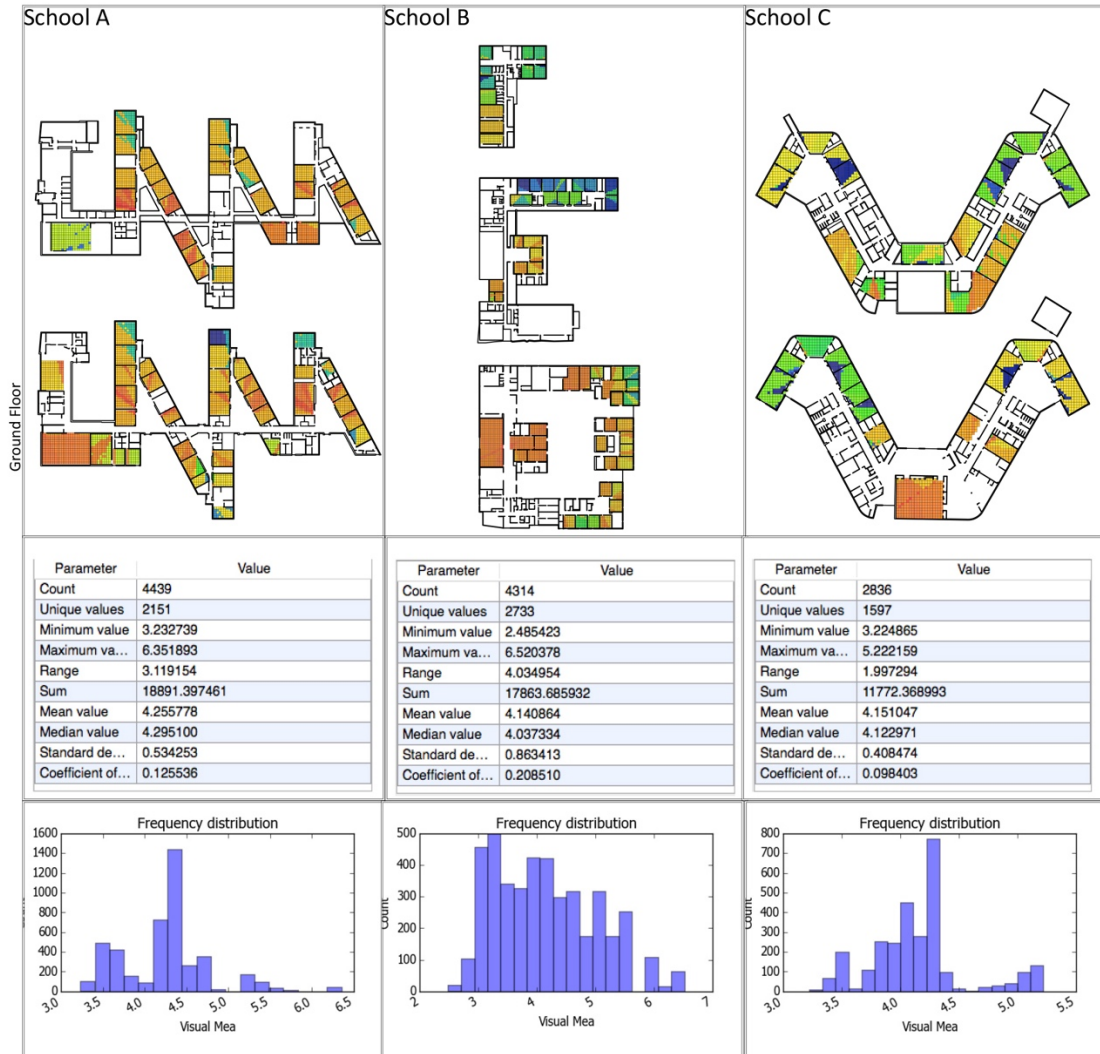 School A
School B
School C
Ground Floor
Parameter Value
Count 4439
Unique values 2151
Minimum value 3.232739
Maximum va... 6.351893
Range 3.119154
Sum 18891.397461
Mean value 4.255778
Median value 4.295100
Standard de... 0.534253
Coefficient of... 0.125536
Parameter Value
Count 4314
Unique values 2733
Minimum value 2.485423
Maximum va... 6.520378
Range 4.034954
Sum 17863.685932
Mean value 4.140864
Median value 4.037334
Standard de... 0.863413
Coefficient of... 0.208510
Parameter Value
Count 2836
Unique values 1597
Minimum value 3.224865
Maximum va... 5.222159
Range 1.997294
Sum 11772.368993
Mean value 4.151047
Median value 4.122971
Standard de... 0.408474
Coefficient of... 0.098403
Frequency distribution
1600
1400
1200
1000
800
600
400
200
0
3.0 3.5 4.0 4.5 5.0 5.5 6.0 6.5
Visual Mea
Frequency distribution
500
400
300
200
100
0
Count
2 3 4 5 6 7
Visual Mea
Frequency distribution
800
700
600
500
400
300
200
100
0
3.0 3.5 4.0 4.5 5.0 5.5
Visual Mea